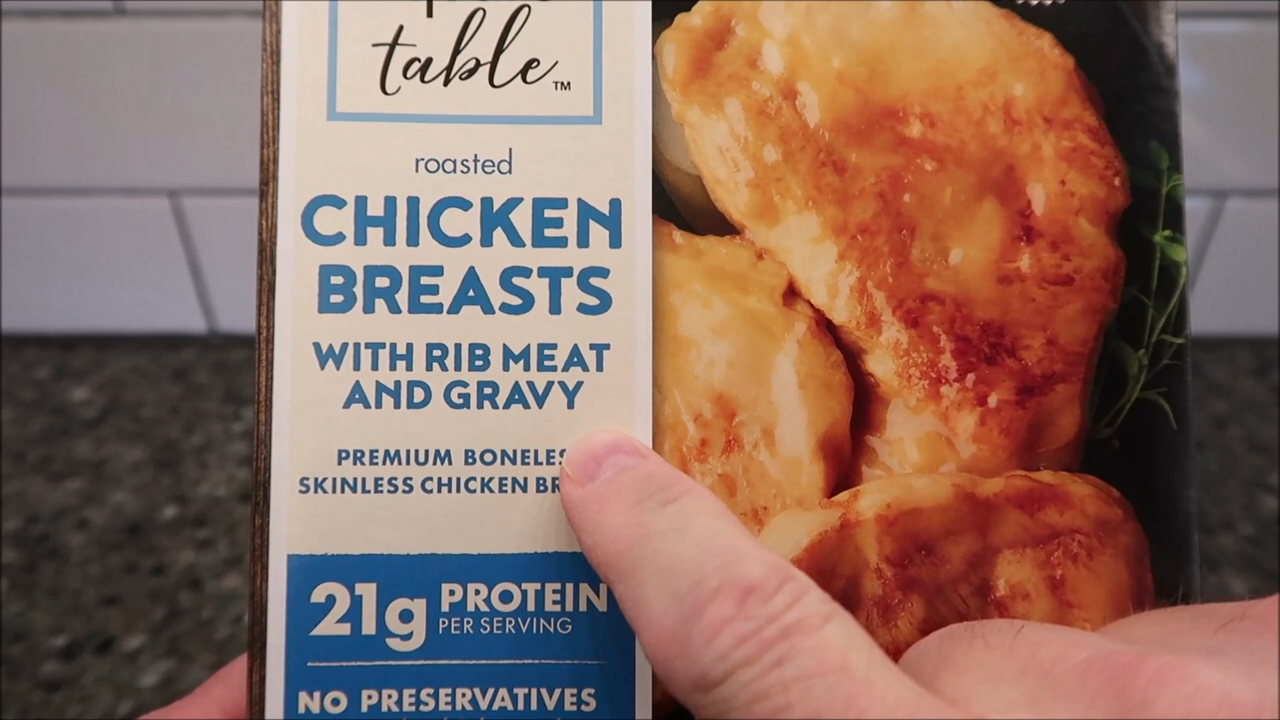 table™
roasted
CHICKEN
BREASTS
WITH RIB MEAT
AND GRAVY
PREMIUM BONELES
SKINLESS CHICKEN BR
21g PROTEIN
PER SERVING
NO PRESERVATIVES